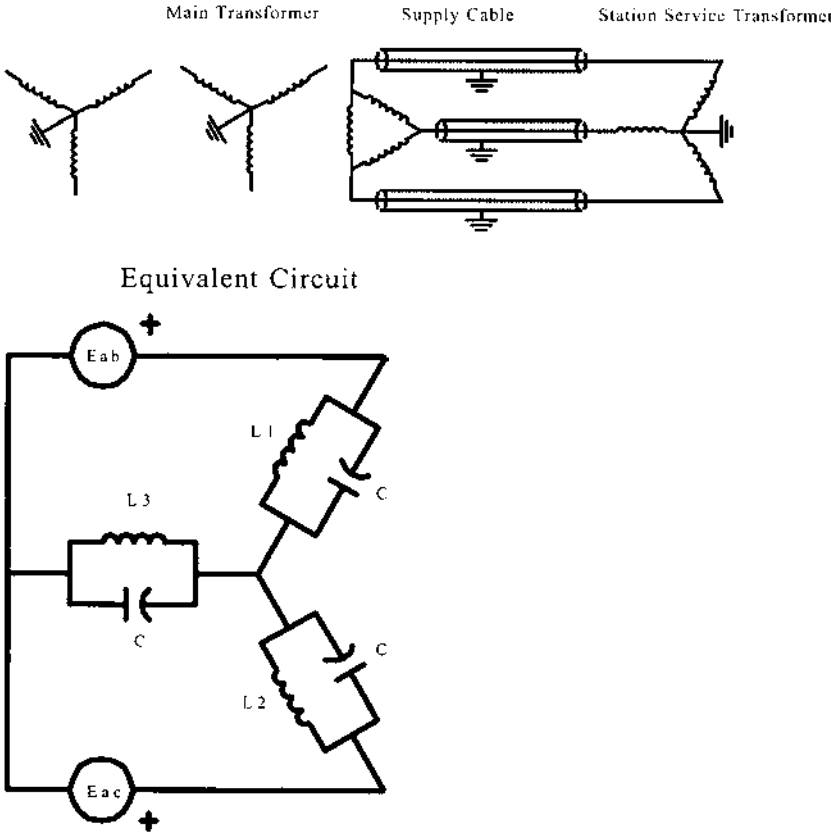 Main Transformer Supply Cable Station Service Transformer
Equivalent Circuit
+
Eab
L1
C
L3
C
C
L2
Eac
+